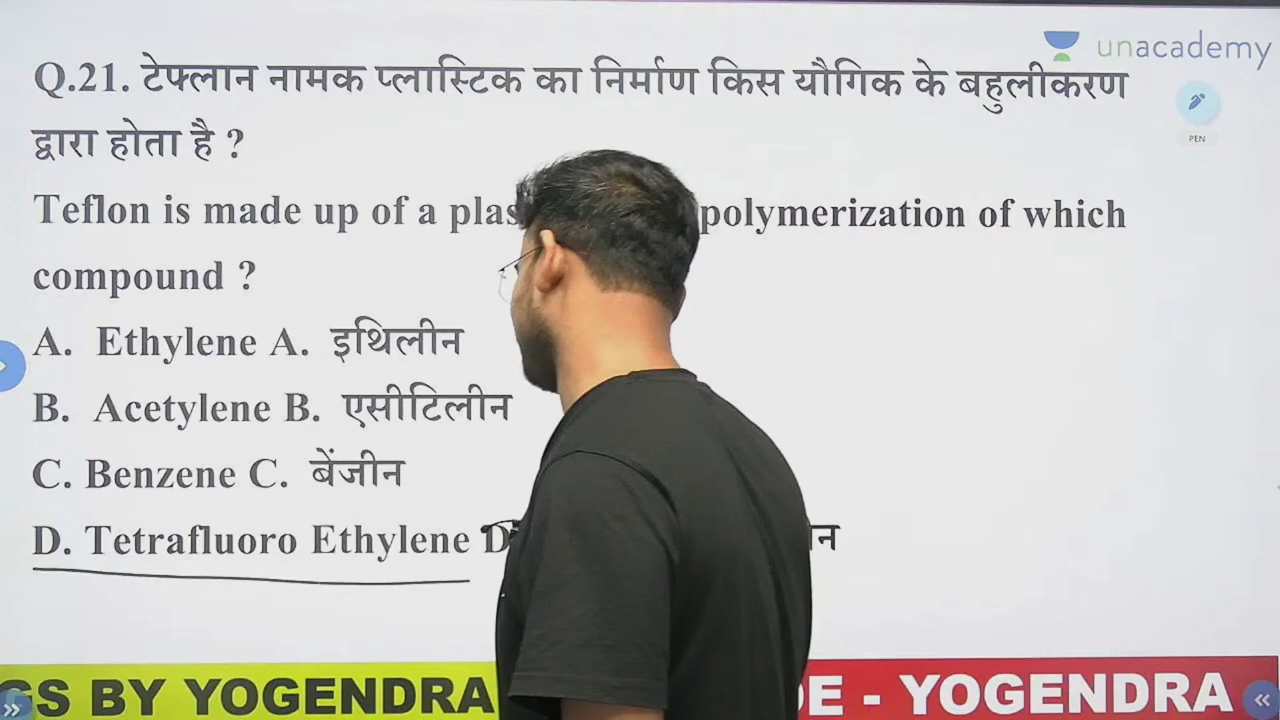 unacademy
Q.21. टेफ्लान नामक प्लास्टिक का निर्माण किस यौगिक के बहुलीकरण
द्वारा होता है ?
PEN
Teflon is made up of a polymerization of which
compound ?
A. Ethylene A. इथिलीन
B. Acetylene B. एसीटिलीन
C. Benzene C. बेंजीन
D. Tetrafluoro Ethylene D
GS BY YOGENDRA DE - YOGENDRA